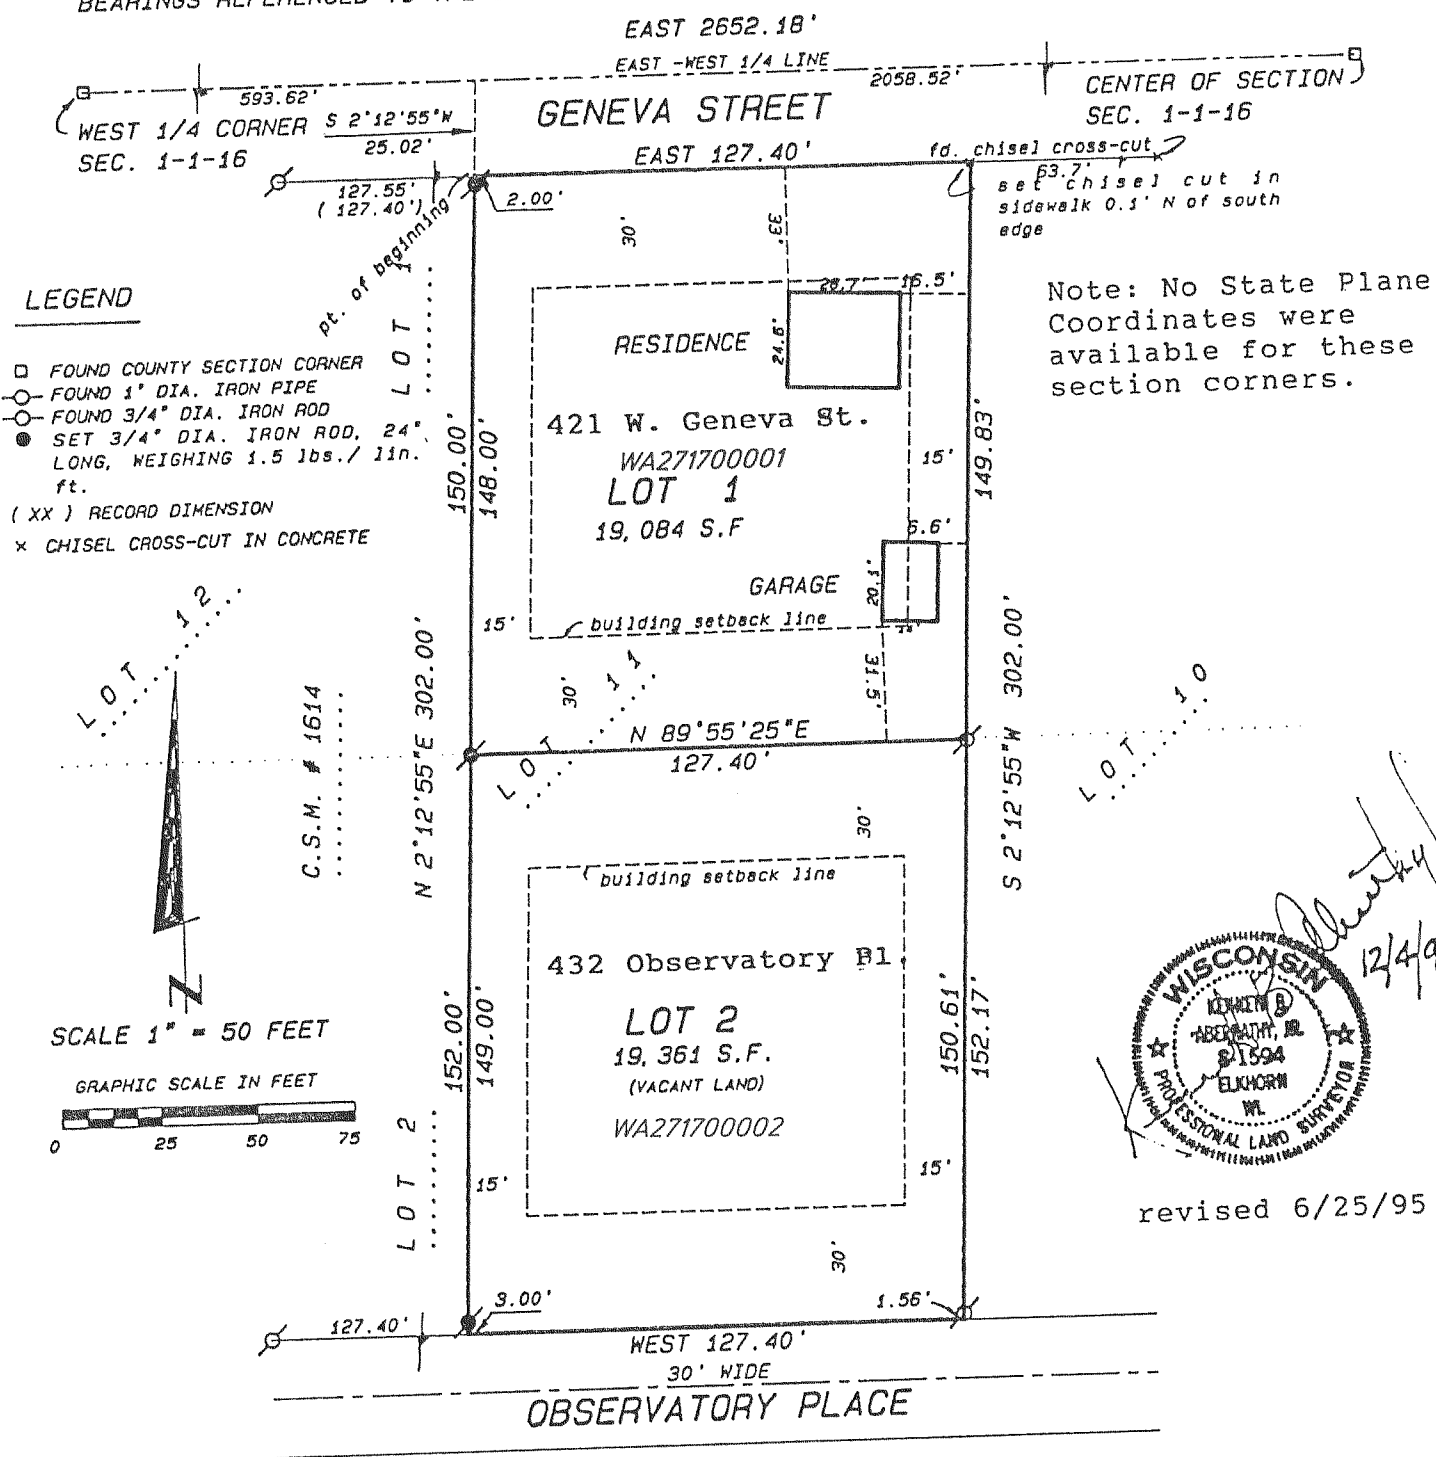 EAST 2652.18'
EAST -WEST 1/4 LINE
593.62'
2058.52'
WEST 1/4 CORNER
SEC. 1-1-16
S 2°12'55"W
25.02'
GENEVA STREET
CENTER OF SECTION
SEC. 1-1-16
EAST 127.40'
fd. chisel cross-cut
63.7'
set chisel cut in
sidewalk 0.1' N of south
edge
127.55'
( 127.40' )
2.00'
pt. of beginning
30'
33'
LOT 1
LEGEND
FOUND COUNTY SECTION CORNER
FOUND 1" DIA. IRON PIPE
FOUND 3/4" DIA. IRON ROD
SET 3/4" DIA. IRON ROD, 24"
LONG, WEIGHING 1.5 lbs./ lin.
ft.
( XX ) RECORD DIMENSION
× CHISEL CROSS-CUT IN CONCRETE
Note: No State Plane
Coordinates were
available for these
section corners.
28.7'
16.5'
RESIDENCE
24.6'
421 W. Geneva St.
WA271700001
LOT 1
19,084 S.F
150.00'
148.00'
149.83'
15'
6.6'
GARAGE
20.1'
15'
building setback line
31.5'
30'
LOT 12
LOT 11
LOT 10
C.S.M. # 1614
N 2°12'55"E 302.00'
S 2°12'55"W 302.00'
N 89°55'25"E
127.40'
30'
building setback line
432 Observatory Pl.
LOT 2
19,361 S.F.
(VACANT LAND)
WA271700002
152.00'
149.00'
150.61'
152.17'
15'
15'
30'
LOT 2
N
SCALE 1" = 50 FEET
GRAPHIC SCALE IN FEET
0 25 50 75
WISCONSIN
ABERNATHY, JR.
S-1594
ELKHORN
WI.
PROFESSIONAL LAND SURVEYOR
revised 6/25/95
3.00'
1.56'
127.40'
WEST 127.40'
30' WIDE
OBSERVATORY PLACE